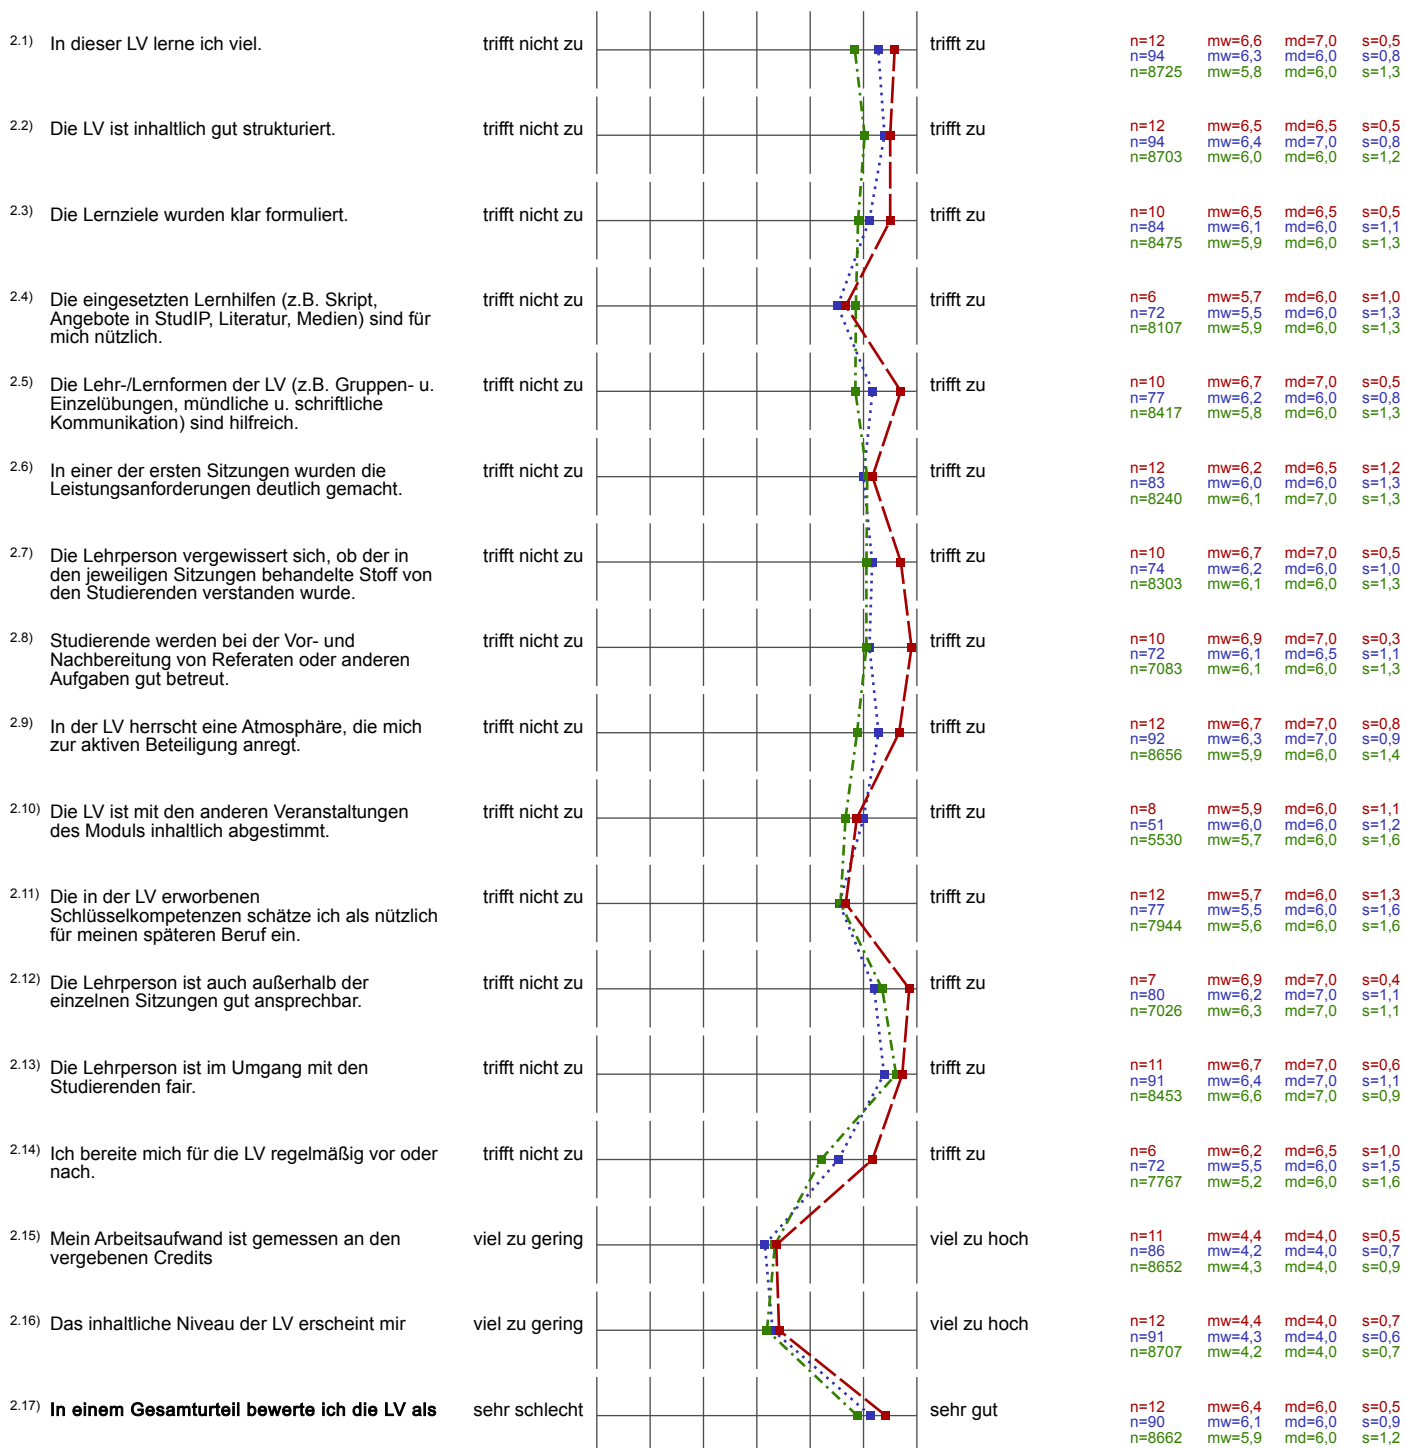 2.1) In dieser LV lerne ich viel. trifft nicht zu trifft zu n=12 mw=6,6 md=7,0 s=0,5
n=94 mw=6,3 md=6,0 s=0,8
n=8725 mw=5,8 md=6,0 s=1,3
2.2) Die LV ist inhaltlich gut strukturiert. trifft nicht zu trifft zu n=12 mw=6,5 md=6,5 s=0,5
n=94 mw=6,4 md=7,0 s=0,8
n=8703 mw=6,0 md=6,0 s=1,2
2.3) Die Lernziele wurden klar formuliert. trifft nicht zu trifft zu n=10 mw=6,5 md=6,5 s=0,5
n=84 mw=6,1 md=6,0 s=1,1
n=8475 mw=5,9 md=6,0 s=1,3
2.4) Die eingesetzten Lernhilfen (z.B. Skript, trifft nicht zu trifft zu n=6 mw=5,7 md=6,0 s=1,0
Angebote in StudIP, Literatur, Medien) sind für n=72 mw=5,5 md=6,0 s=1,3
mich nützlich. n=8107 mw=5,9 md=6,0 s=1,3
2.5) Die Lehr-/Lernformen der LV (z.B. Gruppen- u. trifft nicht zu trifft zu n=10 mw=6,7 md=7,0 s=0,5
Einzelübungen, mündliche u. schriftliche n=77 mw=6,2 md=6,0 s=0,8
Kommunikation) sind hilfreich. n=8417 mw=5,8 md=6,0 s=1,3
2.6) In einer der ersten Sitzungen wurden die trifft nicht zu trifft zu n=12 mw=6,2 md=6,5 s=1,2
Leistungsanforderungen deutlich gemacht. n=83 mw=6,0 md=6,0 s=1,3
n=8240 mw=6,1 md=7,0 s=1,3
2.7) Die Lehrperson vergewissert sich, ob der in trifft nicht zu trifft zu n=10 mw=6,7 md=7,0 s=0,5
den jeweiligen Sitzungen behandelte Stoff von n=74 mw=6,2 md=6,0 s=1,0
den Studierenden verstanden wurde. n=8303 mw=6,1 md=6,0 s=1,3
2.8) Studierende werden bei der Vor- und trifft nicht zu trifft zu n=10 mw=6,9 md=7,0 s=0,3
Nachbereitung von Referaten oder anderen n=72 mw=6,1 md=6,5 s=1,1
Aufgaben gut betreut. n=7083 mw=6,1 md=6,0 s=1,3
2.9) In der LV herrscht eine Atmosphäre, die mich trifft nicht zu trifft zu n=12 mw=6,7 md=7,0 s=0,8
zur aktiven Beteiligung anregt. n=92 mw=6,3 md=7,0 s=0,9
n=8656 mw=5,9 md=6,0 s=1,4
2.10) Die LV ist mit den anderen Veranstaltungen trifft nicht zu trifft zu n=8 mw=5,9 md=6,0 s=1,1
des Moduls inhaltlich abgestimmt. n=51 mw=6,0 md=6,0 s=1,2
n=5530 mw=5,7 md=6,0 s=1,6
2.11) Die in der LV erworbenen trifft nicht zu trifft zu n=12 mw=5,7 md=6,0 s=1,3
Schlüsselkompetenzen schätze ich als nützlich n=77 mw=5,5 md=6,0 s=1,6
für meinen späteren Beruf ein. n=7944 mw=5,6 md=6,0 s=1,6
2.12) Die Lehrperson ist auch außerhalb der trifft nicht zu trifft zu n=7 mw=6,9 md=7,0 s=0,4
einzelnen Sitzungen gut ansprechbar. n=80 mw=6,2 md=7,0 s=1,1
n=7026 mw=6,3 md=7,0 s=1,1
2.13) Die Lehrperson ist im Umgang mit den trifft nicht zu trifft zu n=11 mw=6,7 md=7,0 s=0,6
Studierenden fair. n=91 mw=6,4 md=7,0 s=1,1
n=8453 mw=6,6 md=7,0 s=0,9
2.14) Ich bereite mich für die LV regelmäßig vor oder trifft nicht zu trifft zu n=6 mw=6,2 md=6,5 s=1,0
nach. n=72 mw=5,5 md=6,0 s=1,5
n=7767 mw=5,2 md=6,0 s=1,6
2.15) Mein Arbeitsaufwand ist gemessen an den viel zu gering viel zu hoch n=11 mw=4,4 md=4,0 s=0,5
vergebenen Credits n=86 mw=4,2 md=4,0 s=0,7
n=8652 mw=4,3 md=4,0 s=0,9
2.16) Das inhaltliche Niveau der LV erscheint mir viel zu gering viel zu hoch n=12 mw=4,4 md=4,0 s=0,7
n=91 mw=4,3 md=4,0 s=0,6
n=8707 mw=4,2 md=4,0 s=0,7
2.17) In einem Gesamturteil bewerte ich die LV als sehr schlecht sehr gut n=12 mw=6,4 md=6,0 s=0,5
n=90 mw=6,1 md=6,0 s=0,9
n=8662 mw=5,9 md=6,0 s=1,2